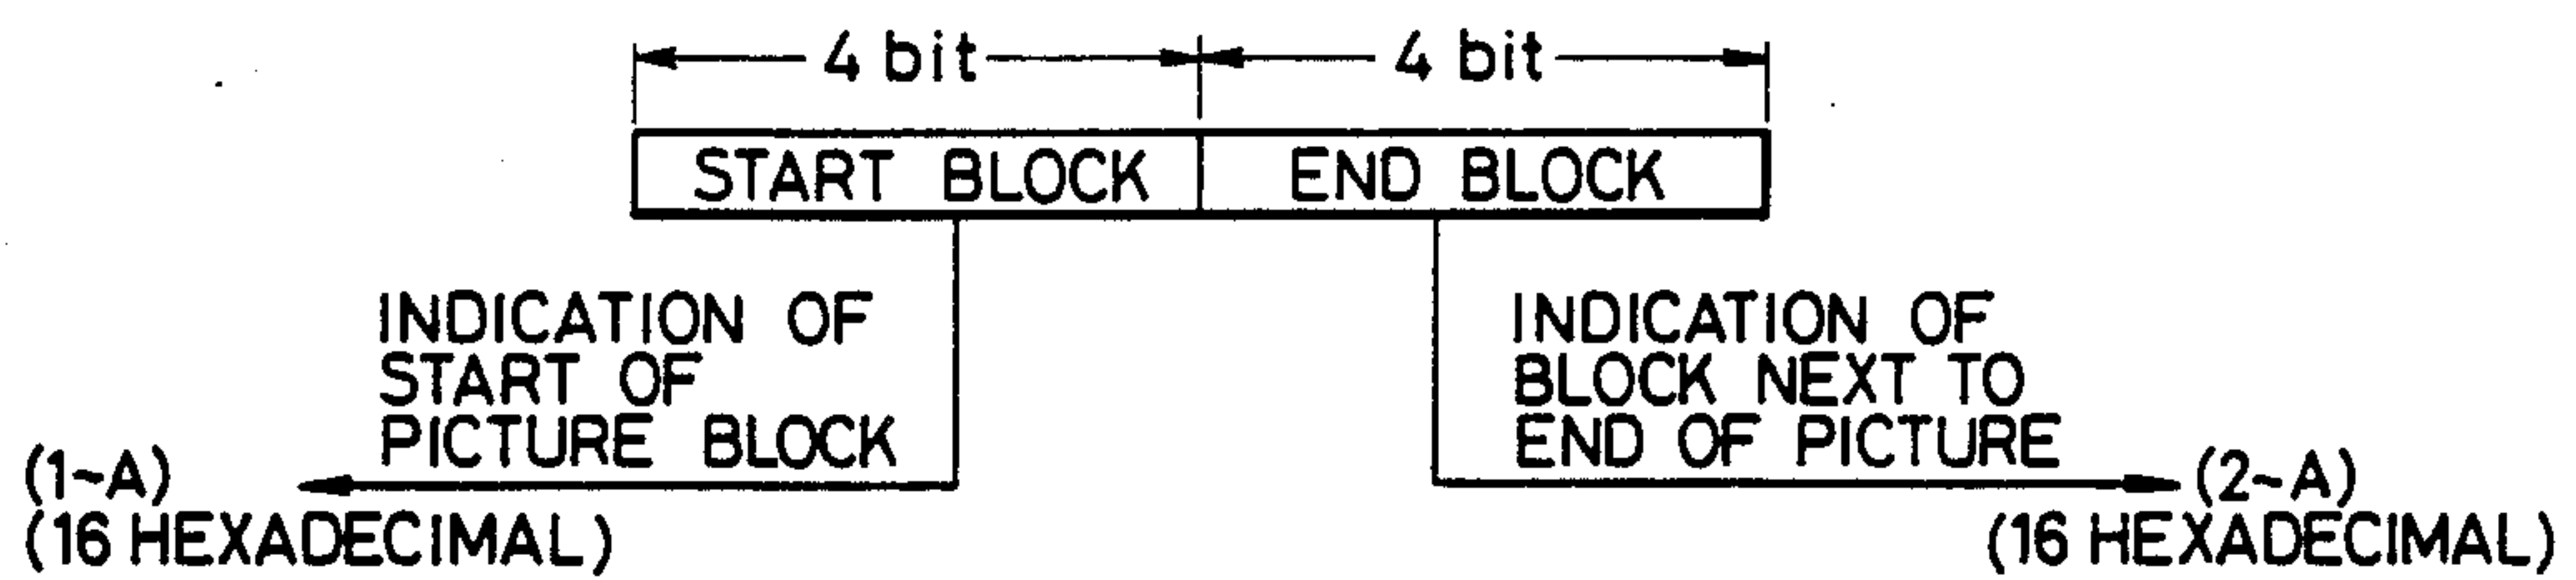 4 bit 4 bit
START BLOCK END BLOCK
INDICATION OF
START OF
PICTURE BLOCK
(1~A)
(16 HEXADECIMAL)
INDICATION OF
BLOCK NEXT TO
END OF PICTURE
(2~A)
(16 HEXADECIMAL)